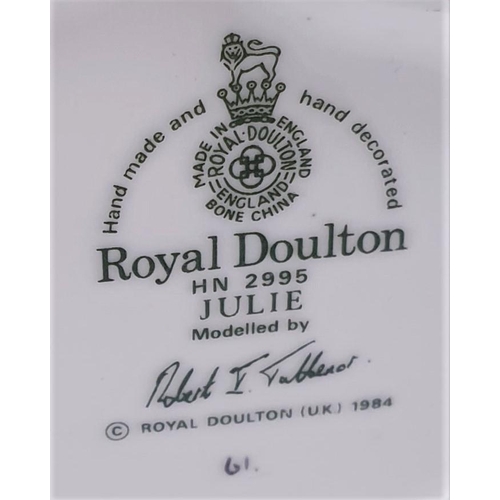 Hand made and hand decorated
MADE IN ENGLAND
ROYAL·DOULTON
ENGLAND
BONE CHINA
Royal Doulton
HN 2995
JULIE
Modelled by
Robert I. Tabbenor.
© ROYAL DOULTON (U.K.) 1984
61.